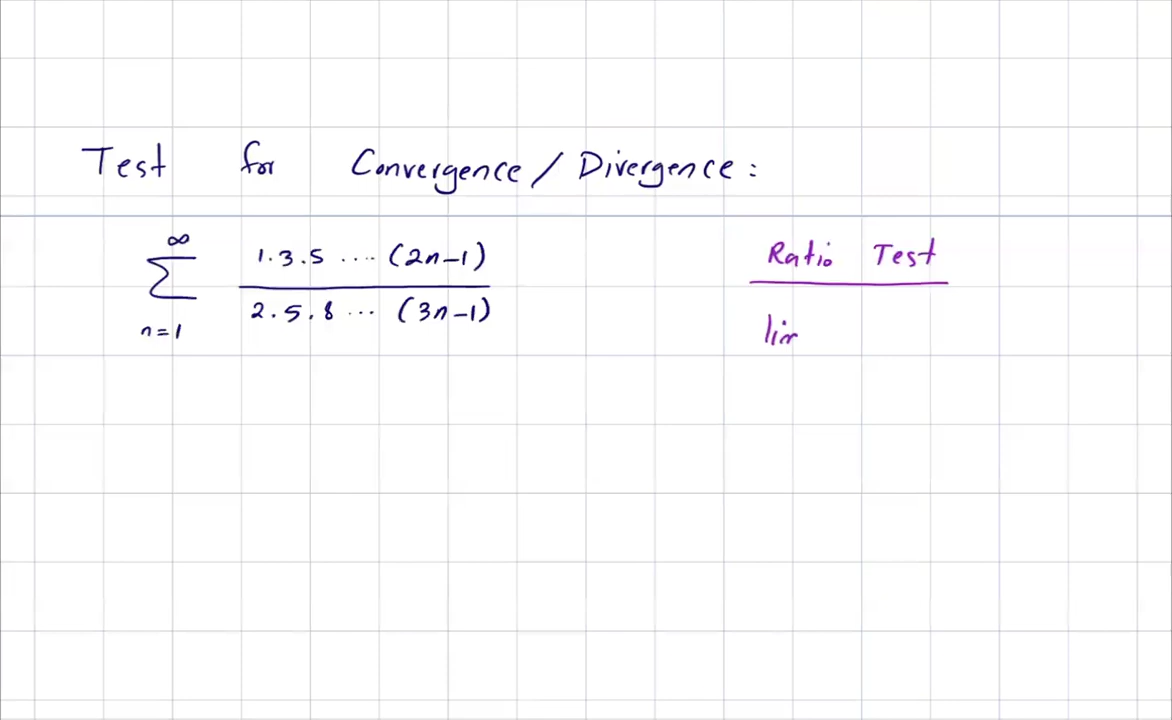 Test for Convergence / Divergence :
∞
∑ 1.3.5 .... (2n-1) / 2.5.8 ... (3n-1)
n=1
Ratio Test
lim